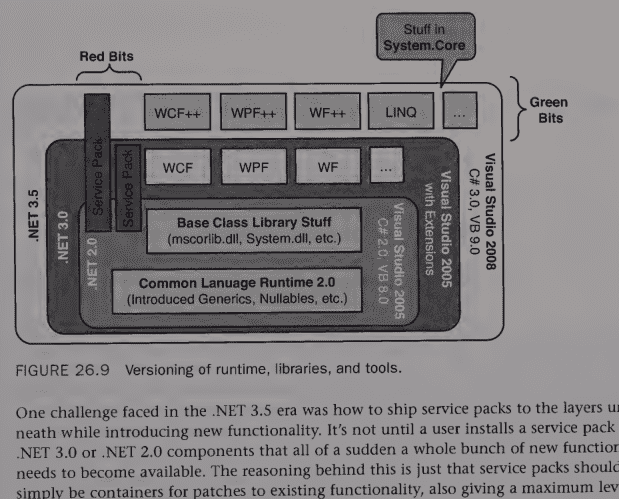 Stuff in
System.Core
Red Bits
Green
Bits
WCF++
WPF++
WF++
LINQ
...
Service Pack
Service Pack
WCF
WPF
WF
...
.NET 3.5
.NET 3.0
.NET 2.0
Base Class Library Stuff
(mscorlib.dll, System.dll, etc.)
Common Lanuage Runtime 2.0
(Introduced Generics, Nullables, etc.)
Visual Studio 2005
C# 2.0, VB 8.0
Visual Studio 2005
with Extensions
Visual Studio 2008
C# 3.0, VB 9.0
FIGURE 26.9 Versioning of runtime, libraries, and tools.
One challenge faced in the .NET 3.5 era was how to ship service packs to the layers un
neath while introducing new functionality. It's not until a user installs a service pack
.NET 3.0 or .NET 2.0 components that all of a sudden a whole bunch of new function
needs to become available. The reasoning behind this is just that service packs should
simply be containers for patches to existing functionality, also giving a maximum lev